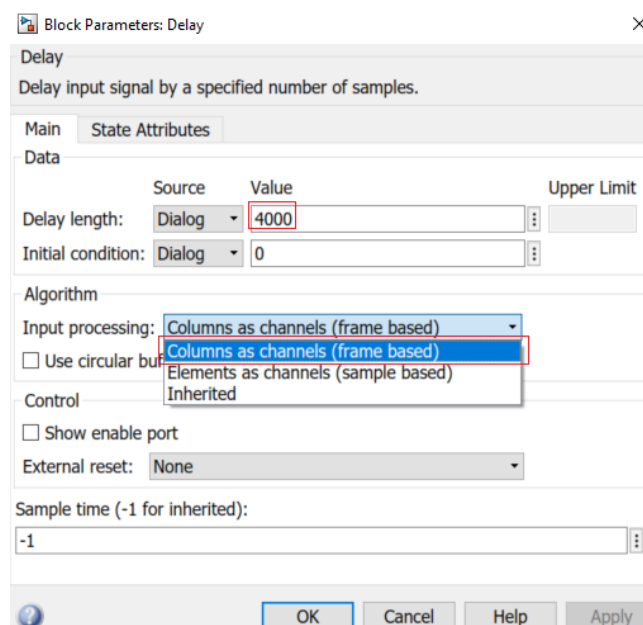 Block Parameters: Delay
Delay
Delay input signal by a specified number of samples.
Main State Attributes
Data
Source Value Upper Limit
Delay length: Dialog 4000
Initial condition: Dialog 0
Algorithm
Input processing: Columns as channels (frame based)
Columns as channels (frame based)
Use circular buf
Elements as channels (sample based)
Inherited
Control
Show enable port
External reset: None
Sample time (-1 for inherited):
-1
OK Cancel Help Apply